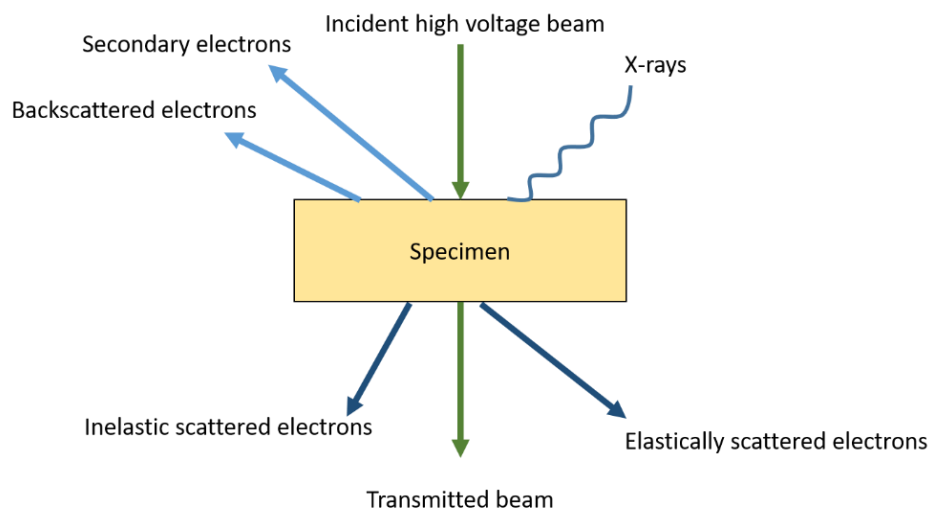 Incident high voltage beam
Secondary electrons
X-rays
Backscattered electrons
Specimen
Inelastic scattered electrons
Elastically scattered electrons
Transmitted beam